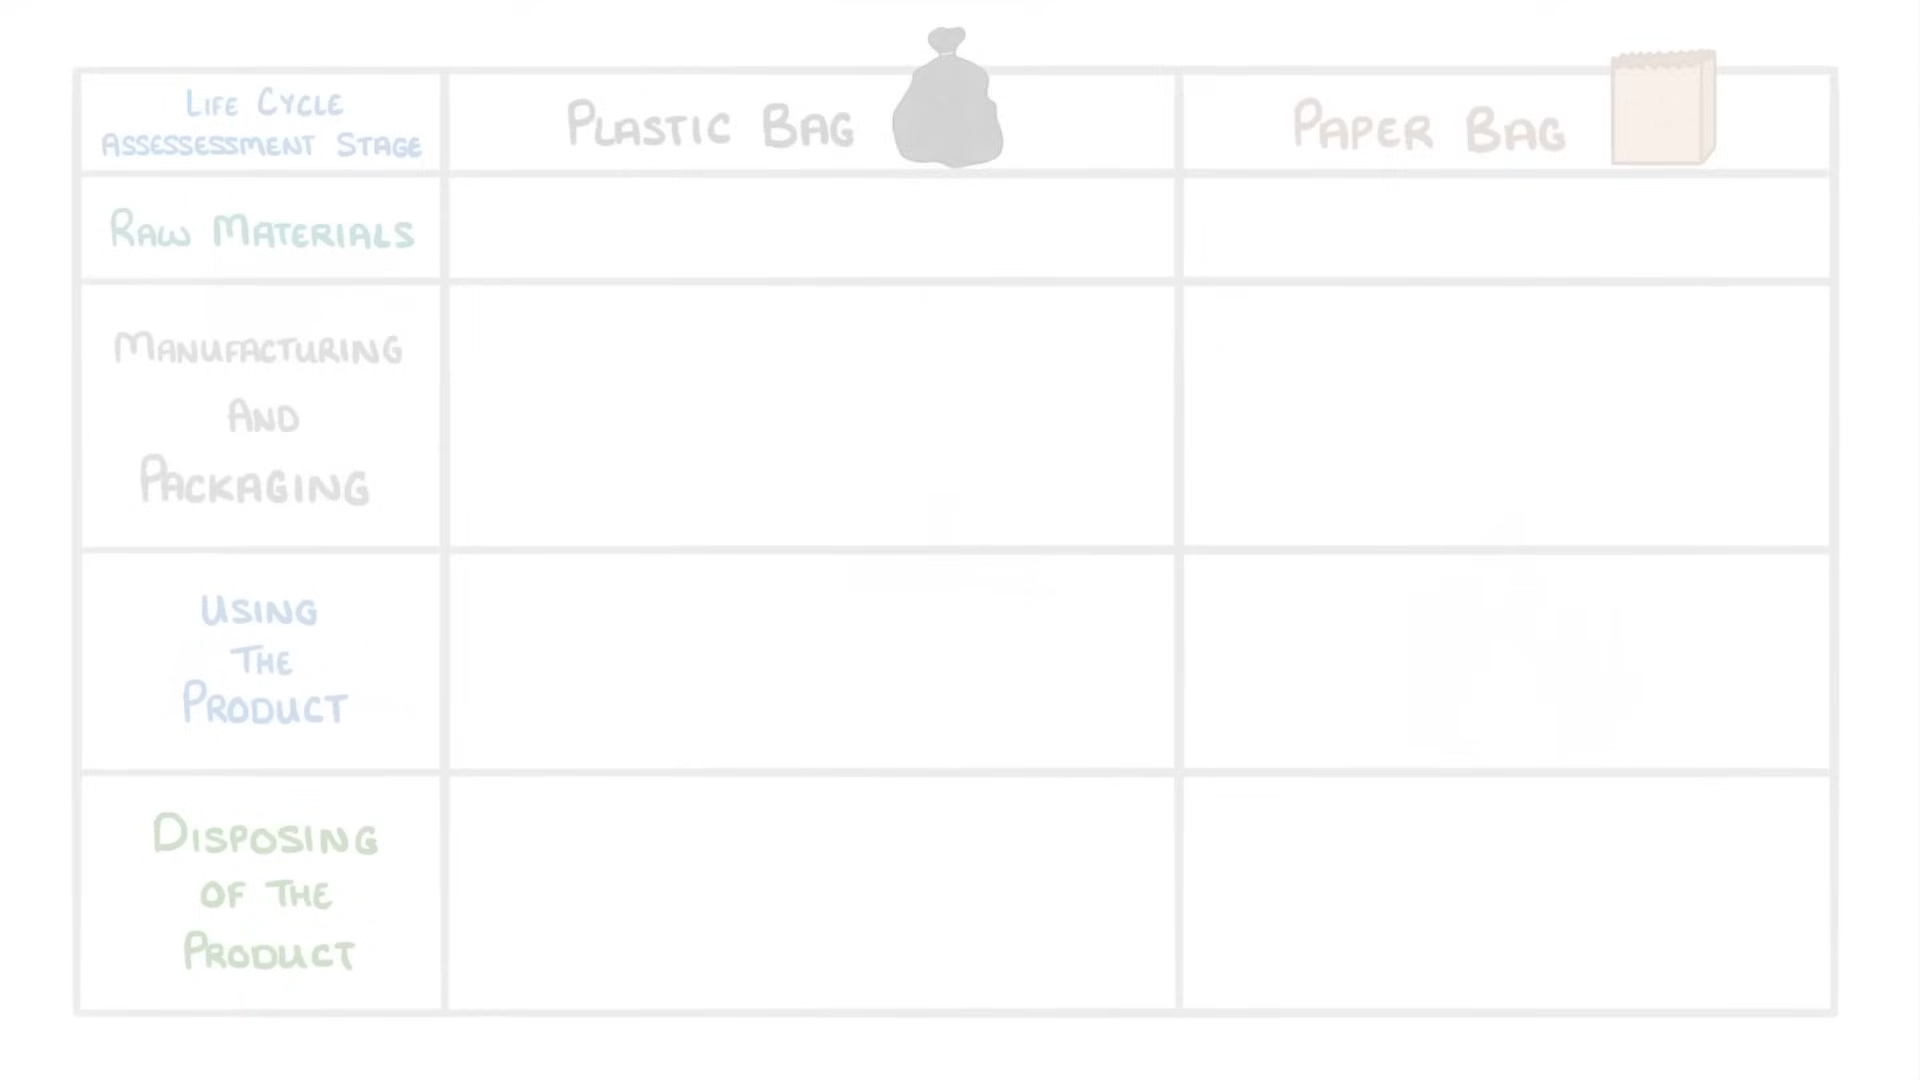 Life Cycle
Assessessment Stage
Plastic Bag
Paper Bag
Raw Materials
Manufacturing
And
Packaging
Using
The
Product
Disposing
of the
Product